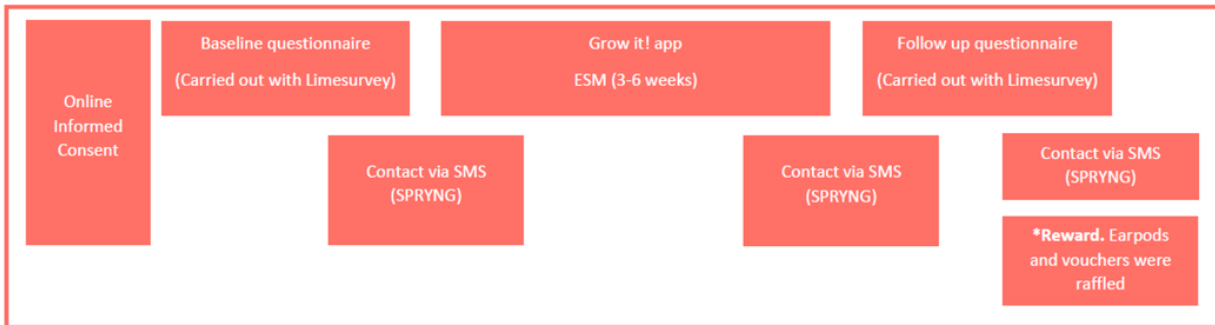 Online
Informed
Consent
Baseline questionnaire
(Carried out with Limesurvey)
Grow it! app
ESM (3-6 weeks)
Follow up questionnaire
(Carried out with Limesurvey)
Contact via SMS
(SPRYNG)
Contact via SMS
(SPRYNG)
Contact via SMS
(SPRYNG)
*Reward. Earpods
and vouchers were
raffled